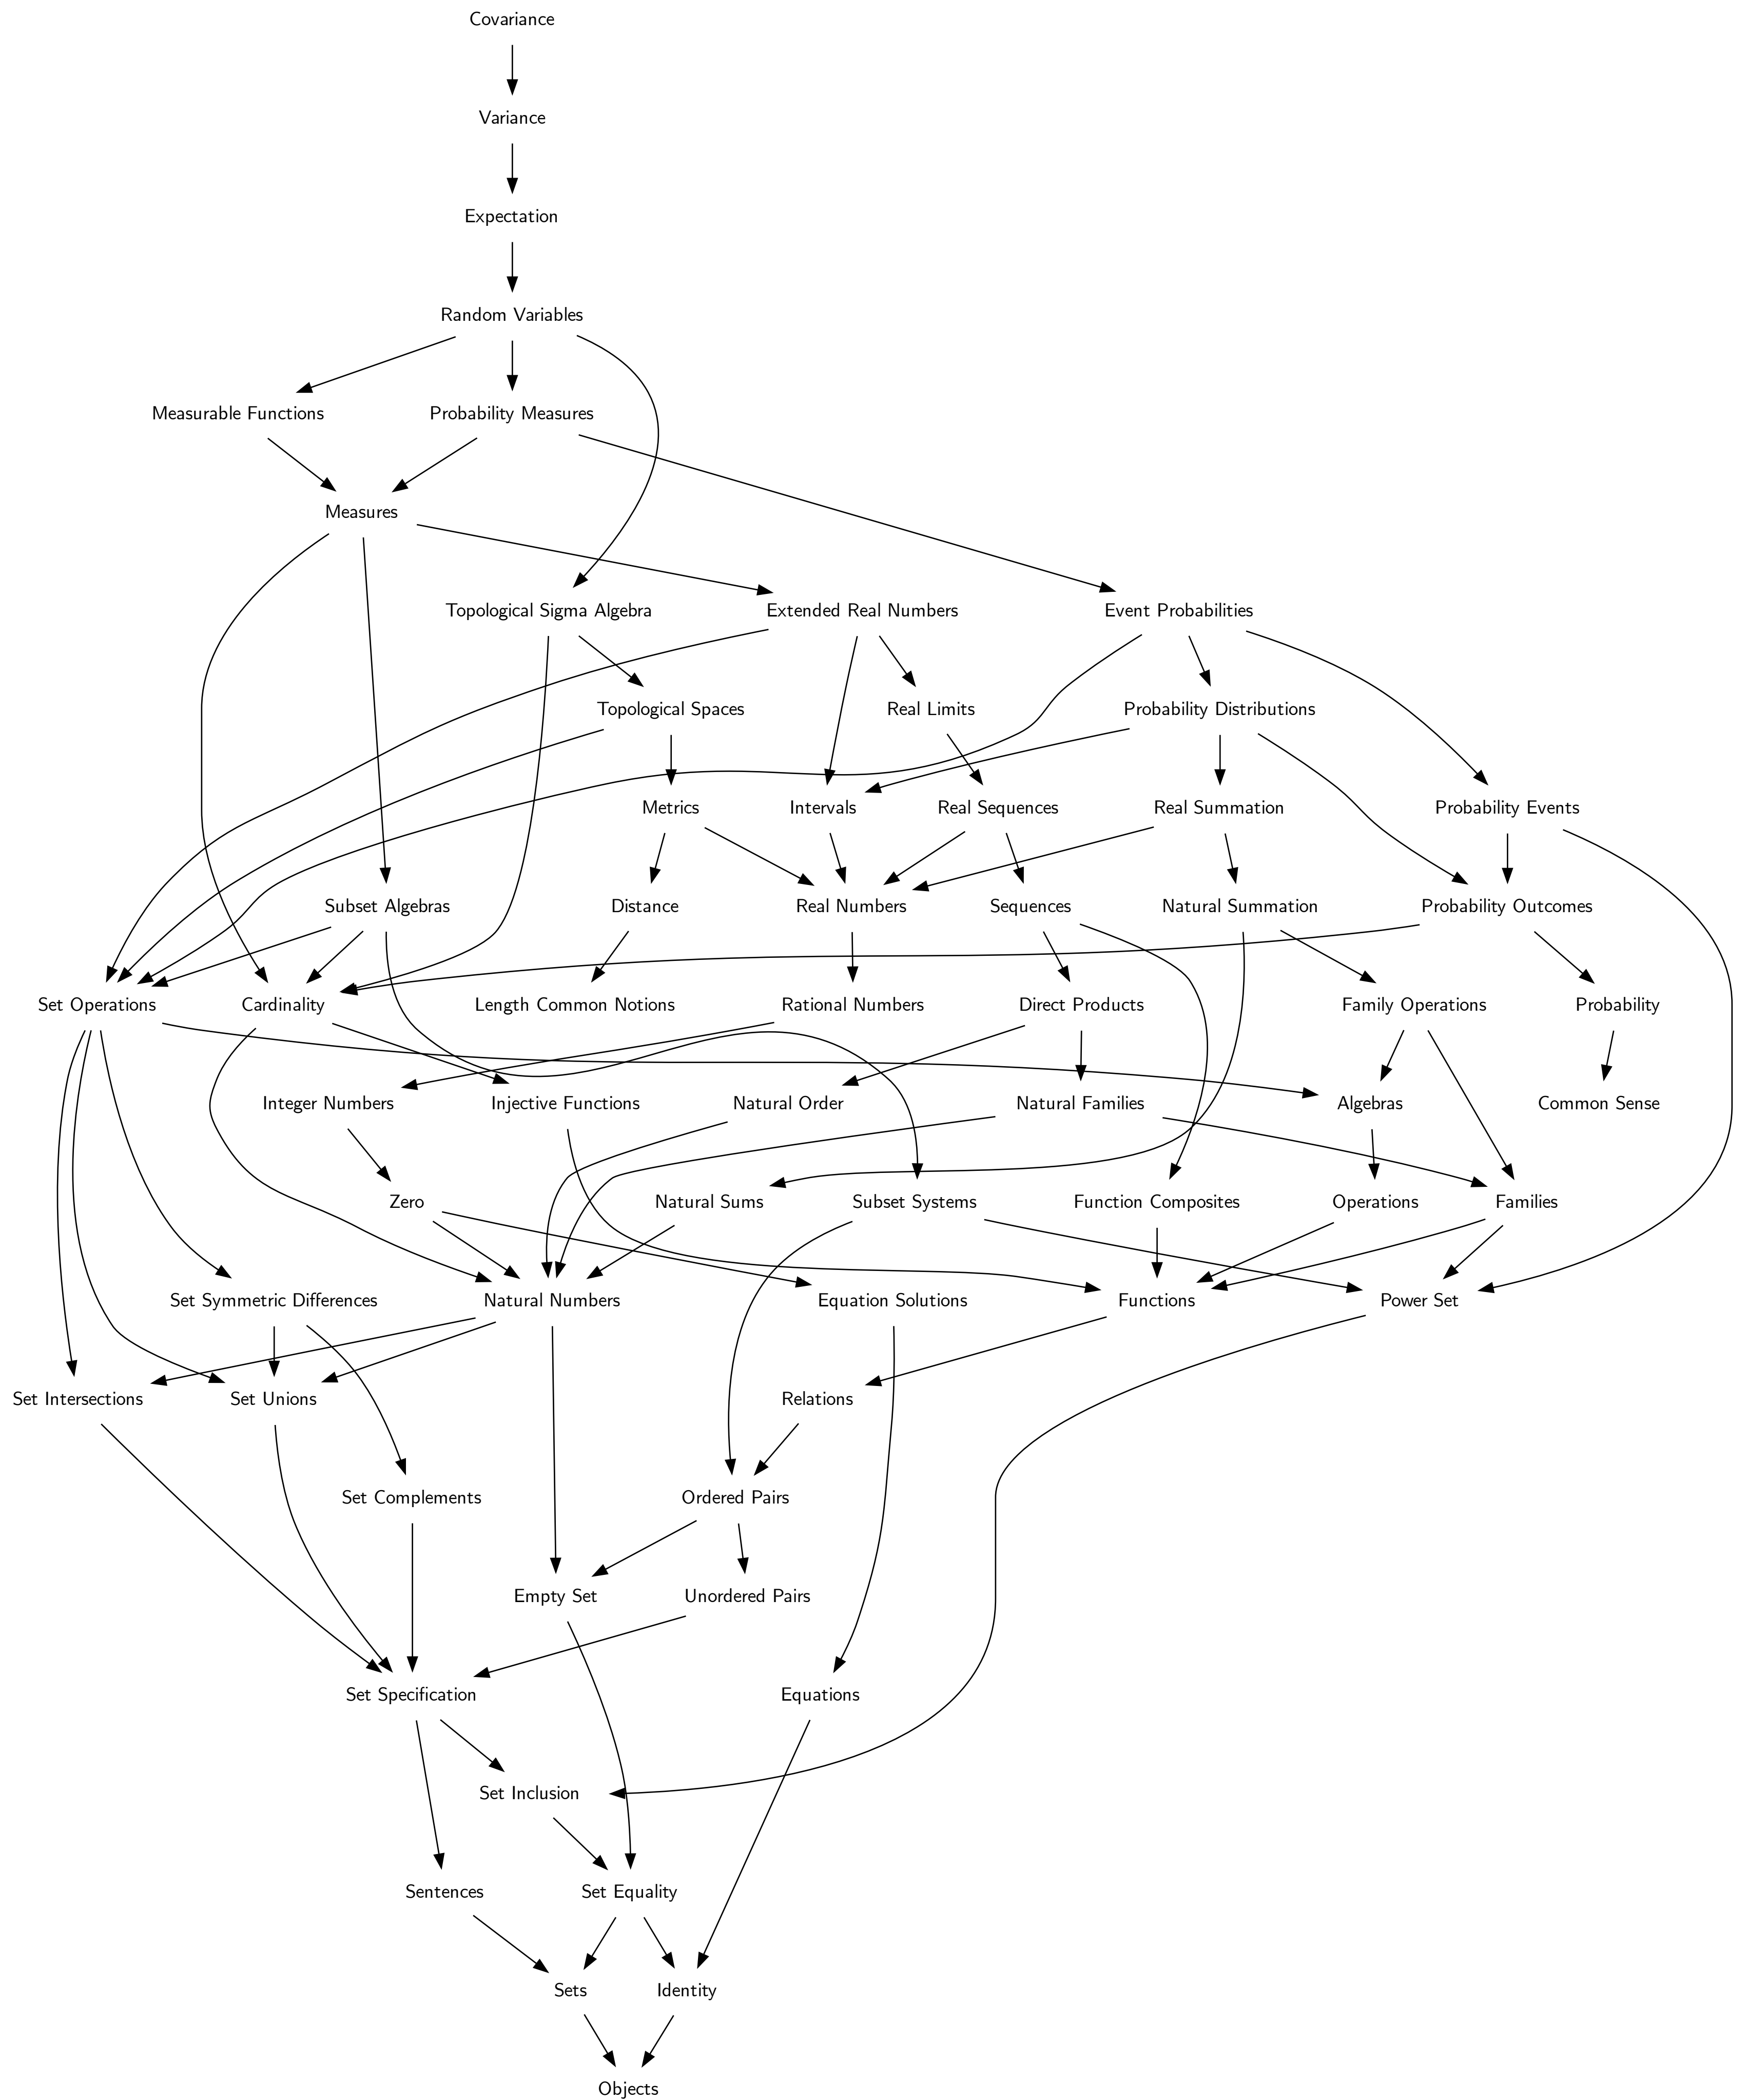 Covariance
Variance
Expectation
Random Variables
Measurable Functions
Probability Measures
Measures
Topological Sigma Algebra
Extended Real Numbers
Event Probabilities
Topological Spaces
Real Limits
Probability Distributions
Metrics
Intervals
Real Sequences
Real Summation
Probability Events
Subset Algebras
Distance
Real Numbers
Sequences
Natural Summation
Probability Outcomes
Set Operations
Cardinality
Length Common Notions
Rational Numbers
Direct Products
Family Operations
Probability
Integer Numbers
Injective Functions
Natural Order
Natural Families
Algebras
Common Sense
Zero
Natural Sums
Subset Systems
Function Composites
Operations
Families
Set Symmetric Differences
Natural Numbers
Equation Solutions
Functions
Power Set
Set Intersections
Set Unions
Relations
Set Complements
Ordered Pairs
Empty Set
Unordered Pairs
Set Specification
Equations
Set Inclusion
Sentences
Set Equality
Sets
Identity
Objects